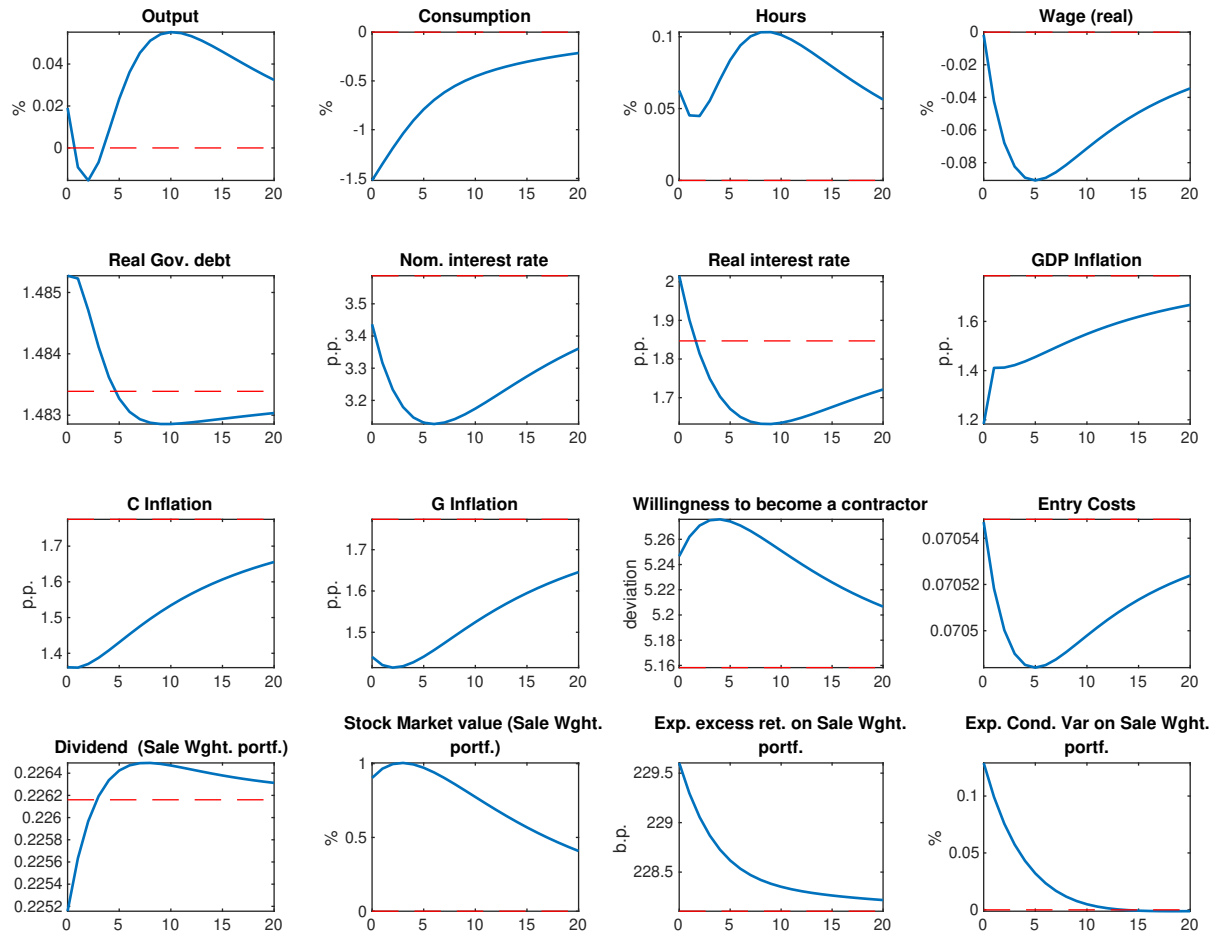 Output
Consumption
Hours
Wage (real)
%
0.04
0.02
0
0 5 10 15 20
%
0
-0.5
-1
-1.5
0 5 10 15 20
%
0.1
0.05
0
0 5 10 15 20
%
0
-0.02
-0.04
-0.06
-0.08
0 5 10 15 20
Real Gov. debt
Nom. interest rate
Real interest rate
GDP Inflation
1.485
1.484
1.483
0 5 10 15 20
p.p.
3.5
3.4
3.3
3.2
0 5 10 15 20
p.p.
2
1.9
1.8
1.7
0 5 10 15 20
p.p.
1.6
1.4
1.2
0 5 10 15 20
C Inflation
G Inflation
Willingness to become a contractor
Entry Costs
p.p.
1.7
1.6
1.5
1.4
0 5 10 15 20
p.p.
1.7
1.6
1.5
0 5 10 15 20
deviation
5.26
5.24
5.22
5.2
5.18
5.16
0 5 10 15 20
0.07054
0.07052
0.0705
0 5 10 15 20
Dividend (Sale Wght. portf.)
Stock Market value (Sale Wght.
portf.)
Exp. excess ret. on Sale Wght.
portf.
Exp. Cond. Var on Sale Wght.
portf.
0.2264
0.2262
0.226
0.2258
0.2256
0.2254
0.2252
0 5 10 15 20
%
1
0.5
0
0 5 10 15 20
b.p.
229.5
229
228.5
0 5 10 15 20
%
0.1
0.05
0
0 5 10 15 20